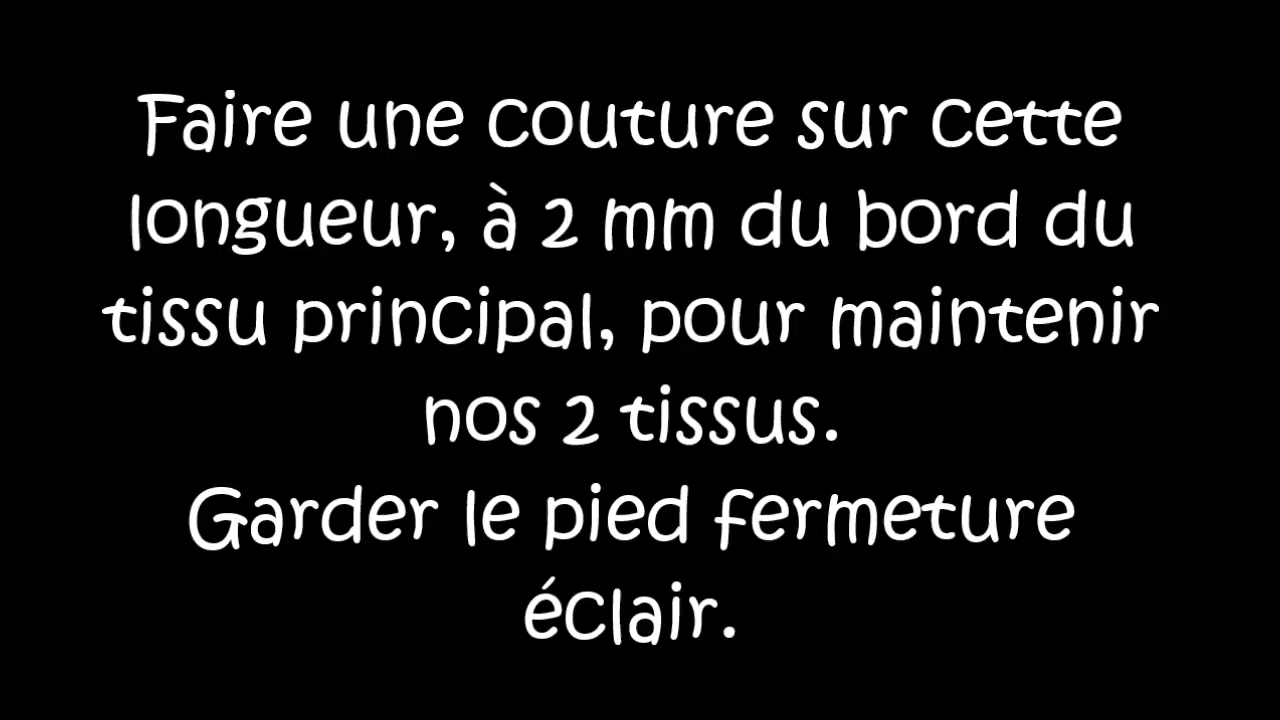 Faire une couture sur cette
longueur, à 2 mm du bord du
tissu principal, pour maintenir
nos 2 tissus.
Garder le pied fermeture
éclair.